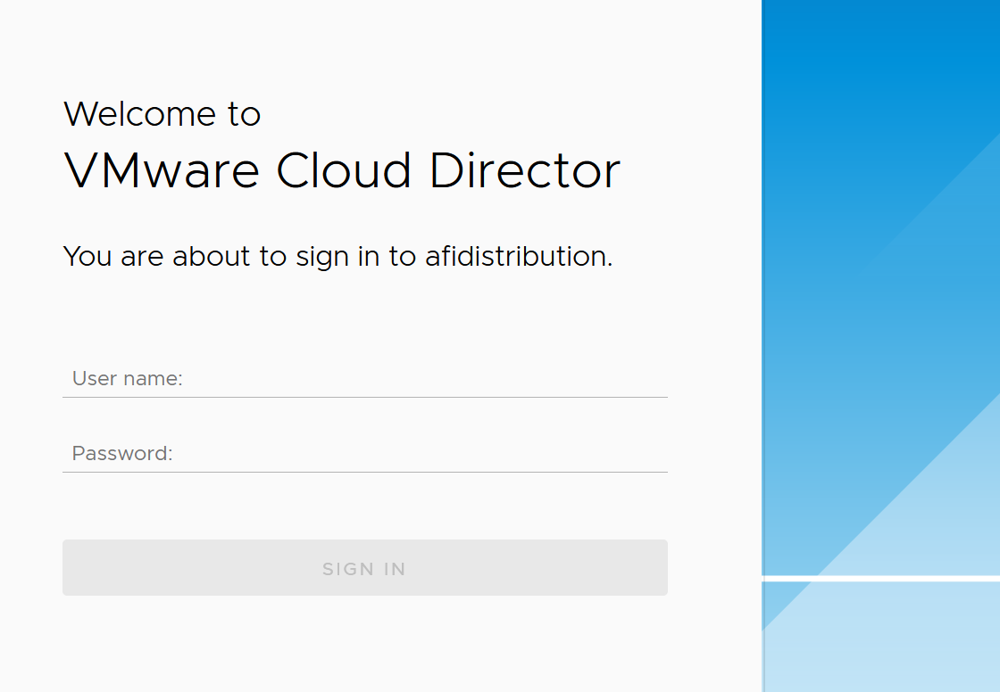 Welcome to
VMware Cloud Director
You are about to sign in to afidistribution.
User name:
Password:
SIGN IN